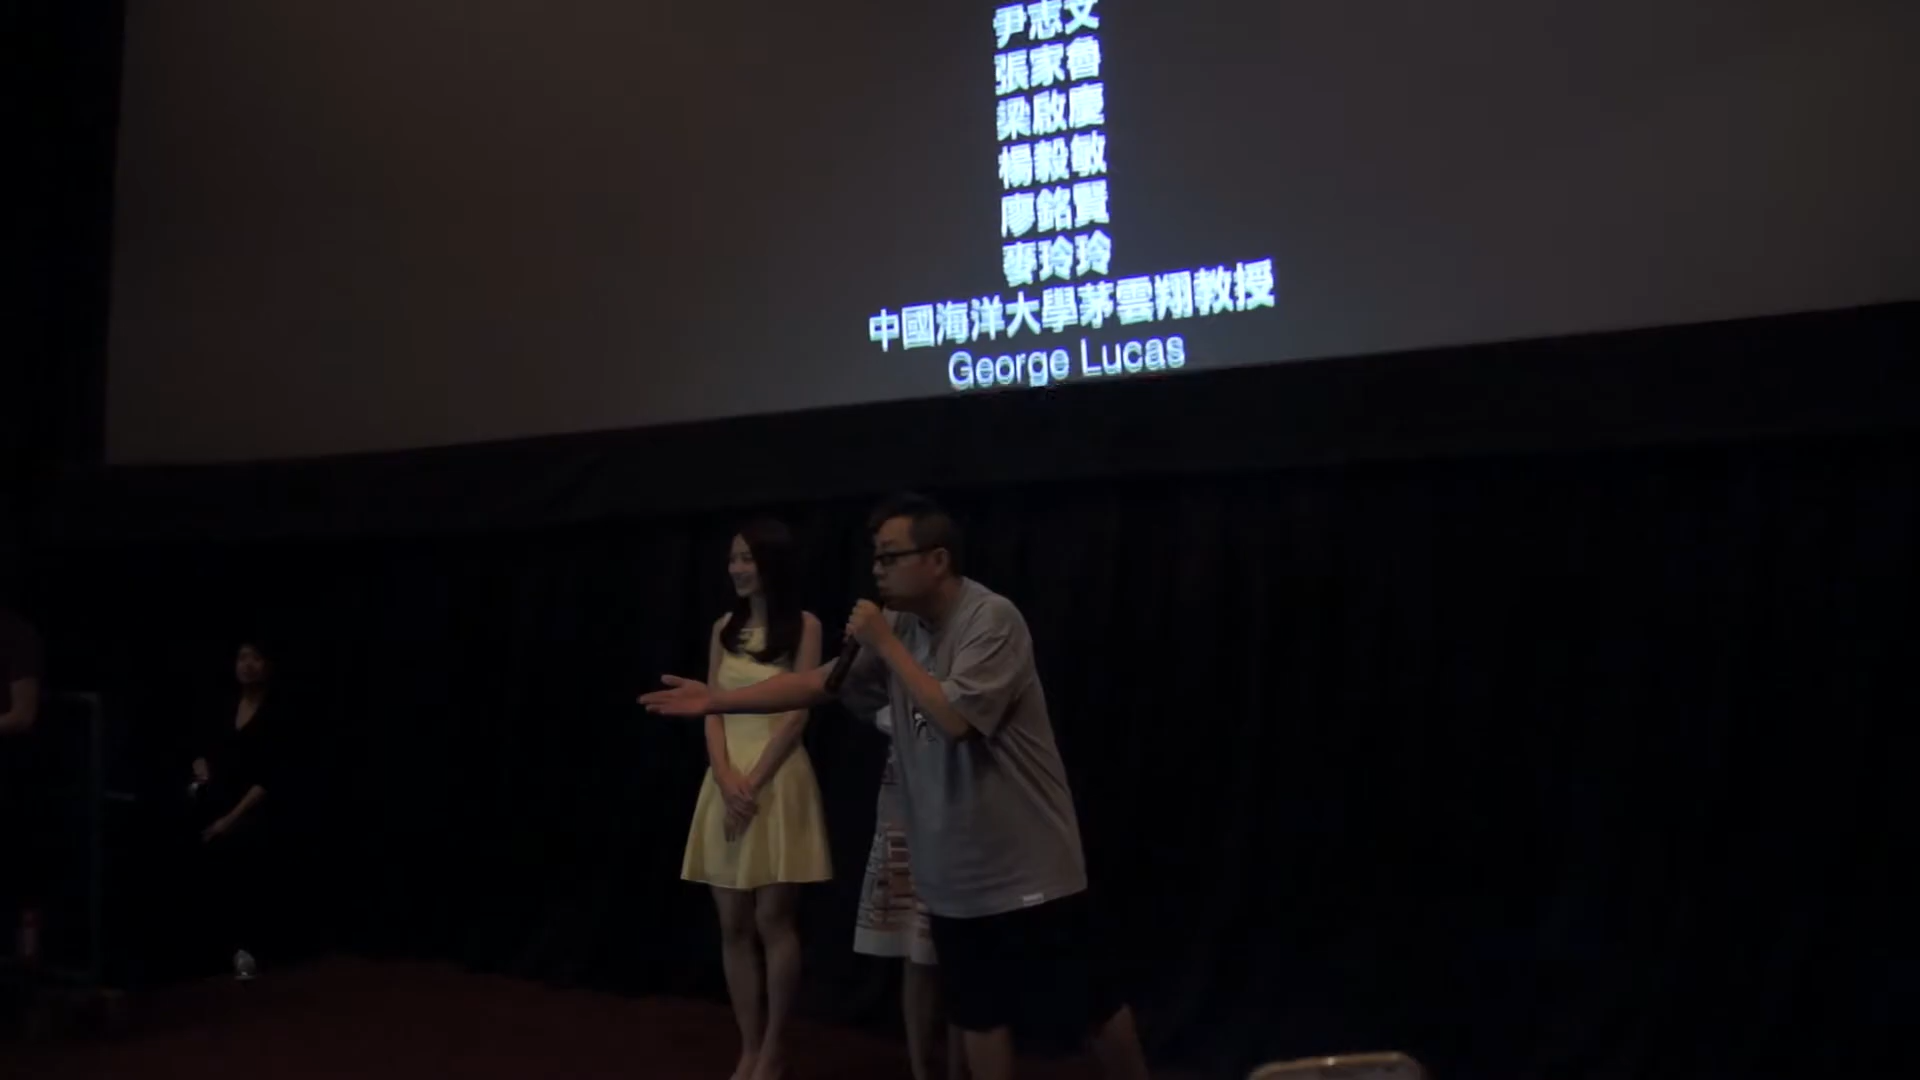 尹志文
張家魯
梁啟慶
楊毅敏
廖銘賢
麥玲玲
中國海洋大學茅雲翔教授
George Lucas